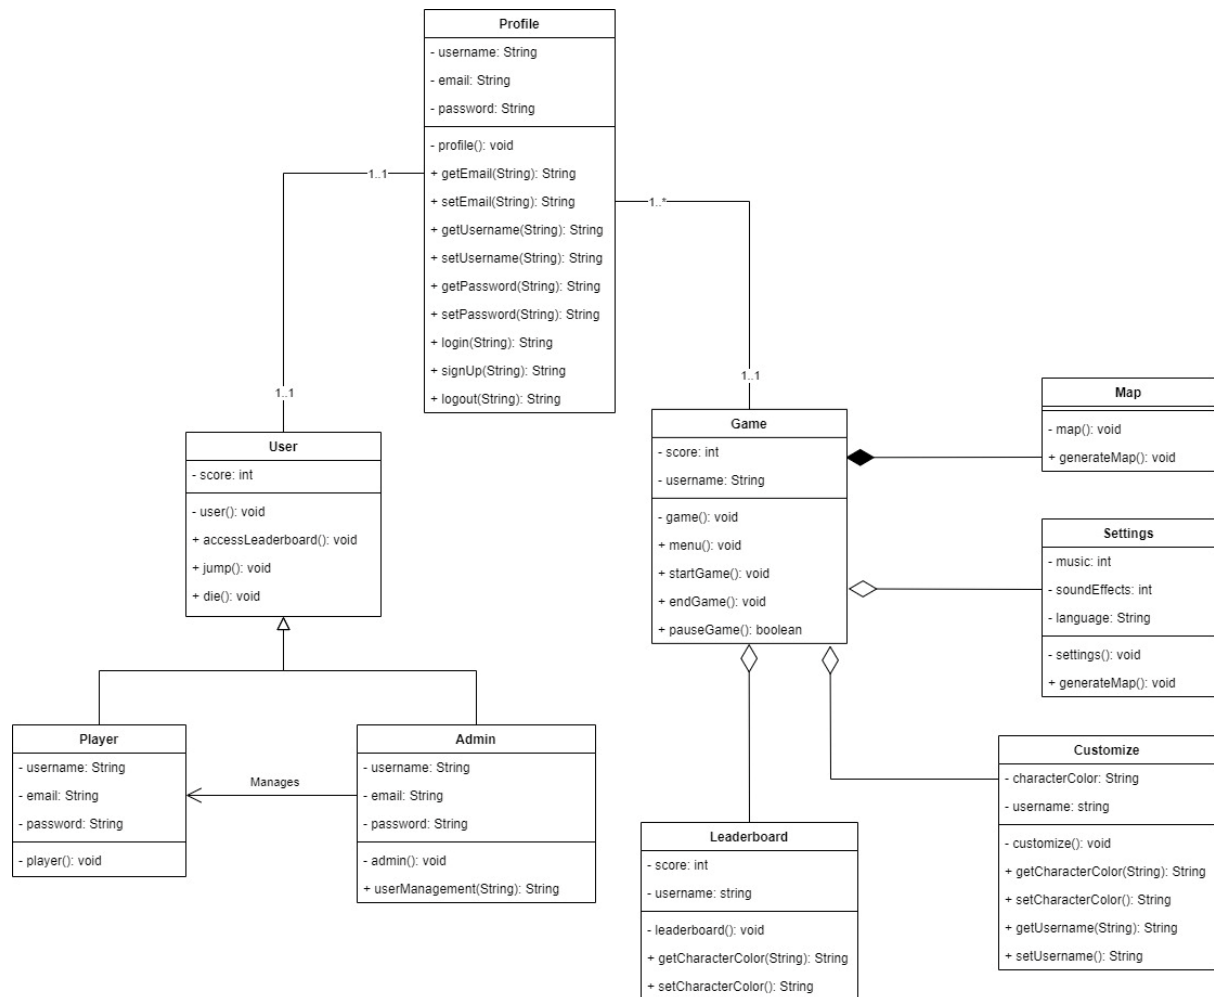 Profile
- username: String
- email: String
- password: String
- profile(): void
+ getEmail(String): String
+ setEmail(String): String
+ getUsername(String): String
+ setUsername(String): String
+ getPassword(String): String
+ setPassword(String): String
+ login(String): String
+ signUp(String): String
+ logout(String): String
1..1
1..*
1..1
1..1
User
- score: int
- user(): void
+ accessLeaderboard(): void
+ jump(): void
+ die(): void
Game
- score: int
- username: String
- game(): void
+ menu(): void
+ startGame(): void
+ endGame(): void
+ pauseGame(): boolean
Map
- map(): void
+ generateMap(): void
Settings
- music: int
- soundEffects: int
- language: String
- settings(): void
+ generateMap(): void
Player
- username: String
- email: String
- password: String
- player(): void
Manages
Admin
- username: String
- email: String
- password: String
- admin(): void
+ userManagement(String): String
Leaderboard
- score: int
- username: string
- leaderboard(): void
+ getCharacterColor(String): String
+ setCharacterColor(): String
Customize
- characterColor: String
- username: string
- customize(): void
+ getCharacterColor(String): String
+ setCharacterColor(): String
+ getUsername(String): String
+ setUsername(): String